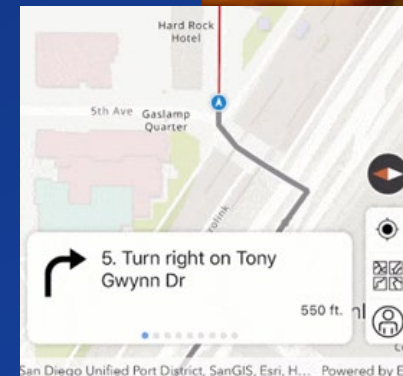 Hard Rock
Hotel
5th Ave
Gaslamp
Quarter
rolink
5. Turn right on Tony
Gwynn Dr
550 ft.
San Diego Unified Port District, SanGIS, Esri, H... Powered by E